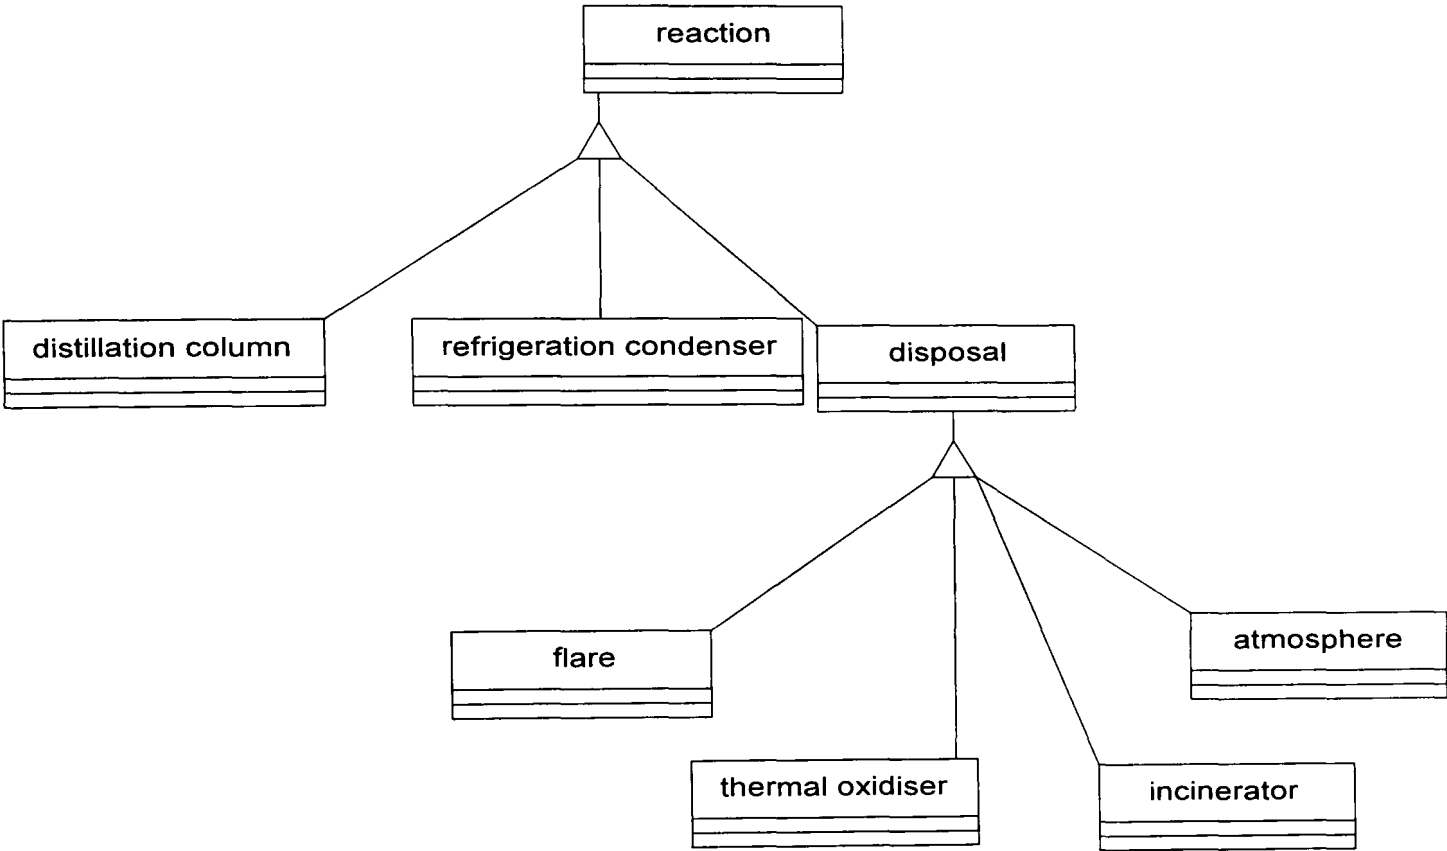 reaction
distillation column
refrigeration condenser
disposal
flare
atmosphere
thermal oxidiser
incinerator